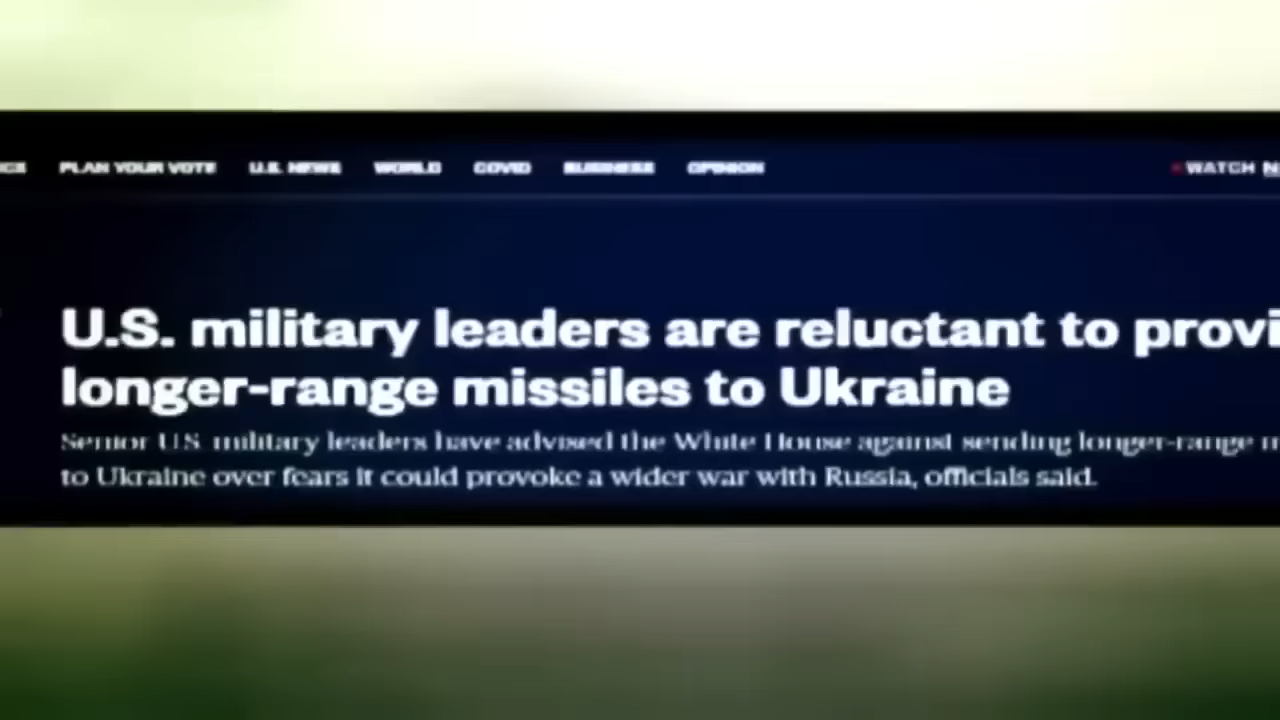 PLAN YOUR VOTE U.S. NEWS WORLD COVID BUSINESS OPINION WATCH
U.S. military leaders are reluctant to provi
longer-range missiles to Ukraine
Senior U.S. military leaders have advised the White House against sending longer-range
to Ukraine over fears it could provoke a wider war with Russia, officials said.